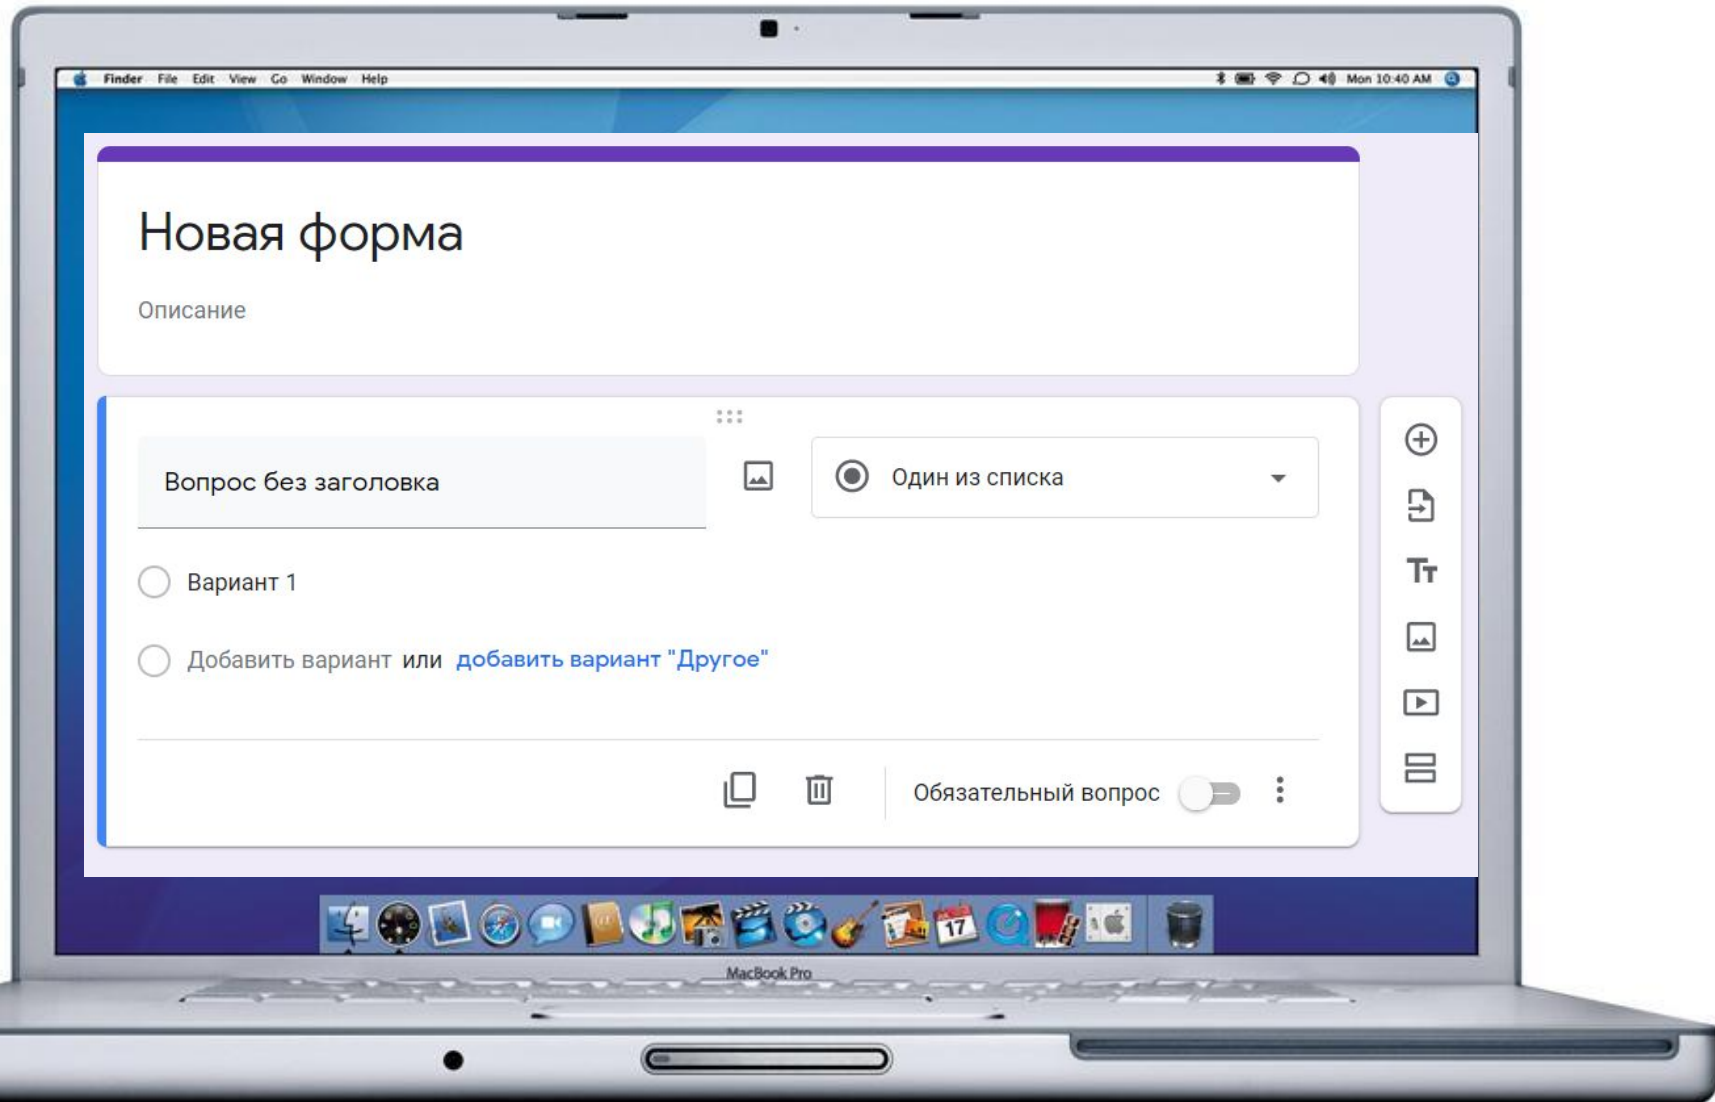 Finder File Edit View Go Window Help
Mon 10:40 AM
Новая форма
Описание
Вопрос без заголовка
Один из списка
Вариант 1
Добавить вариант или добавить вариант "Другое"
Обязательный вопрос
Tт
17
MacBook Pro